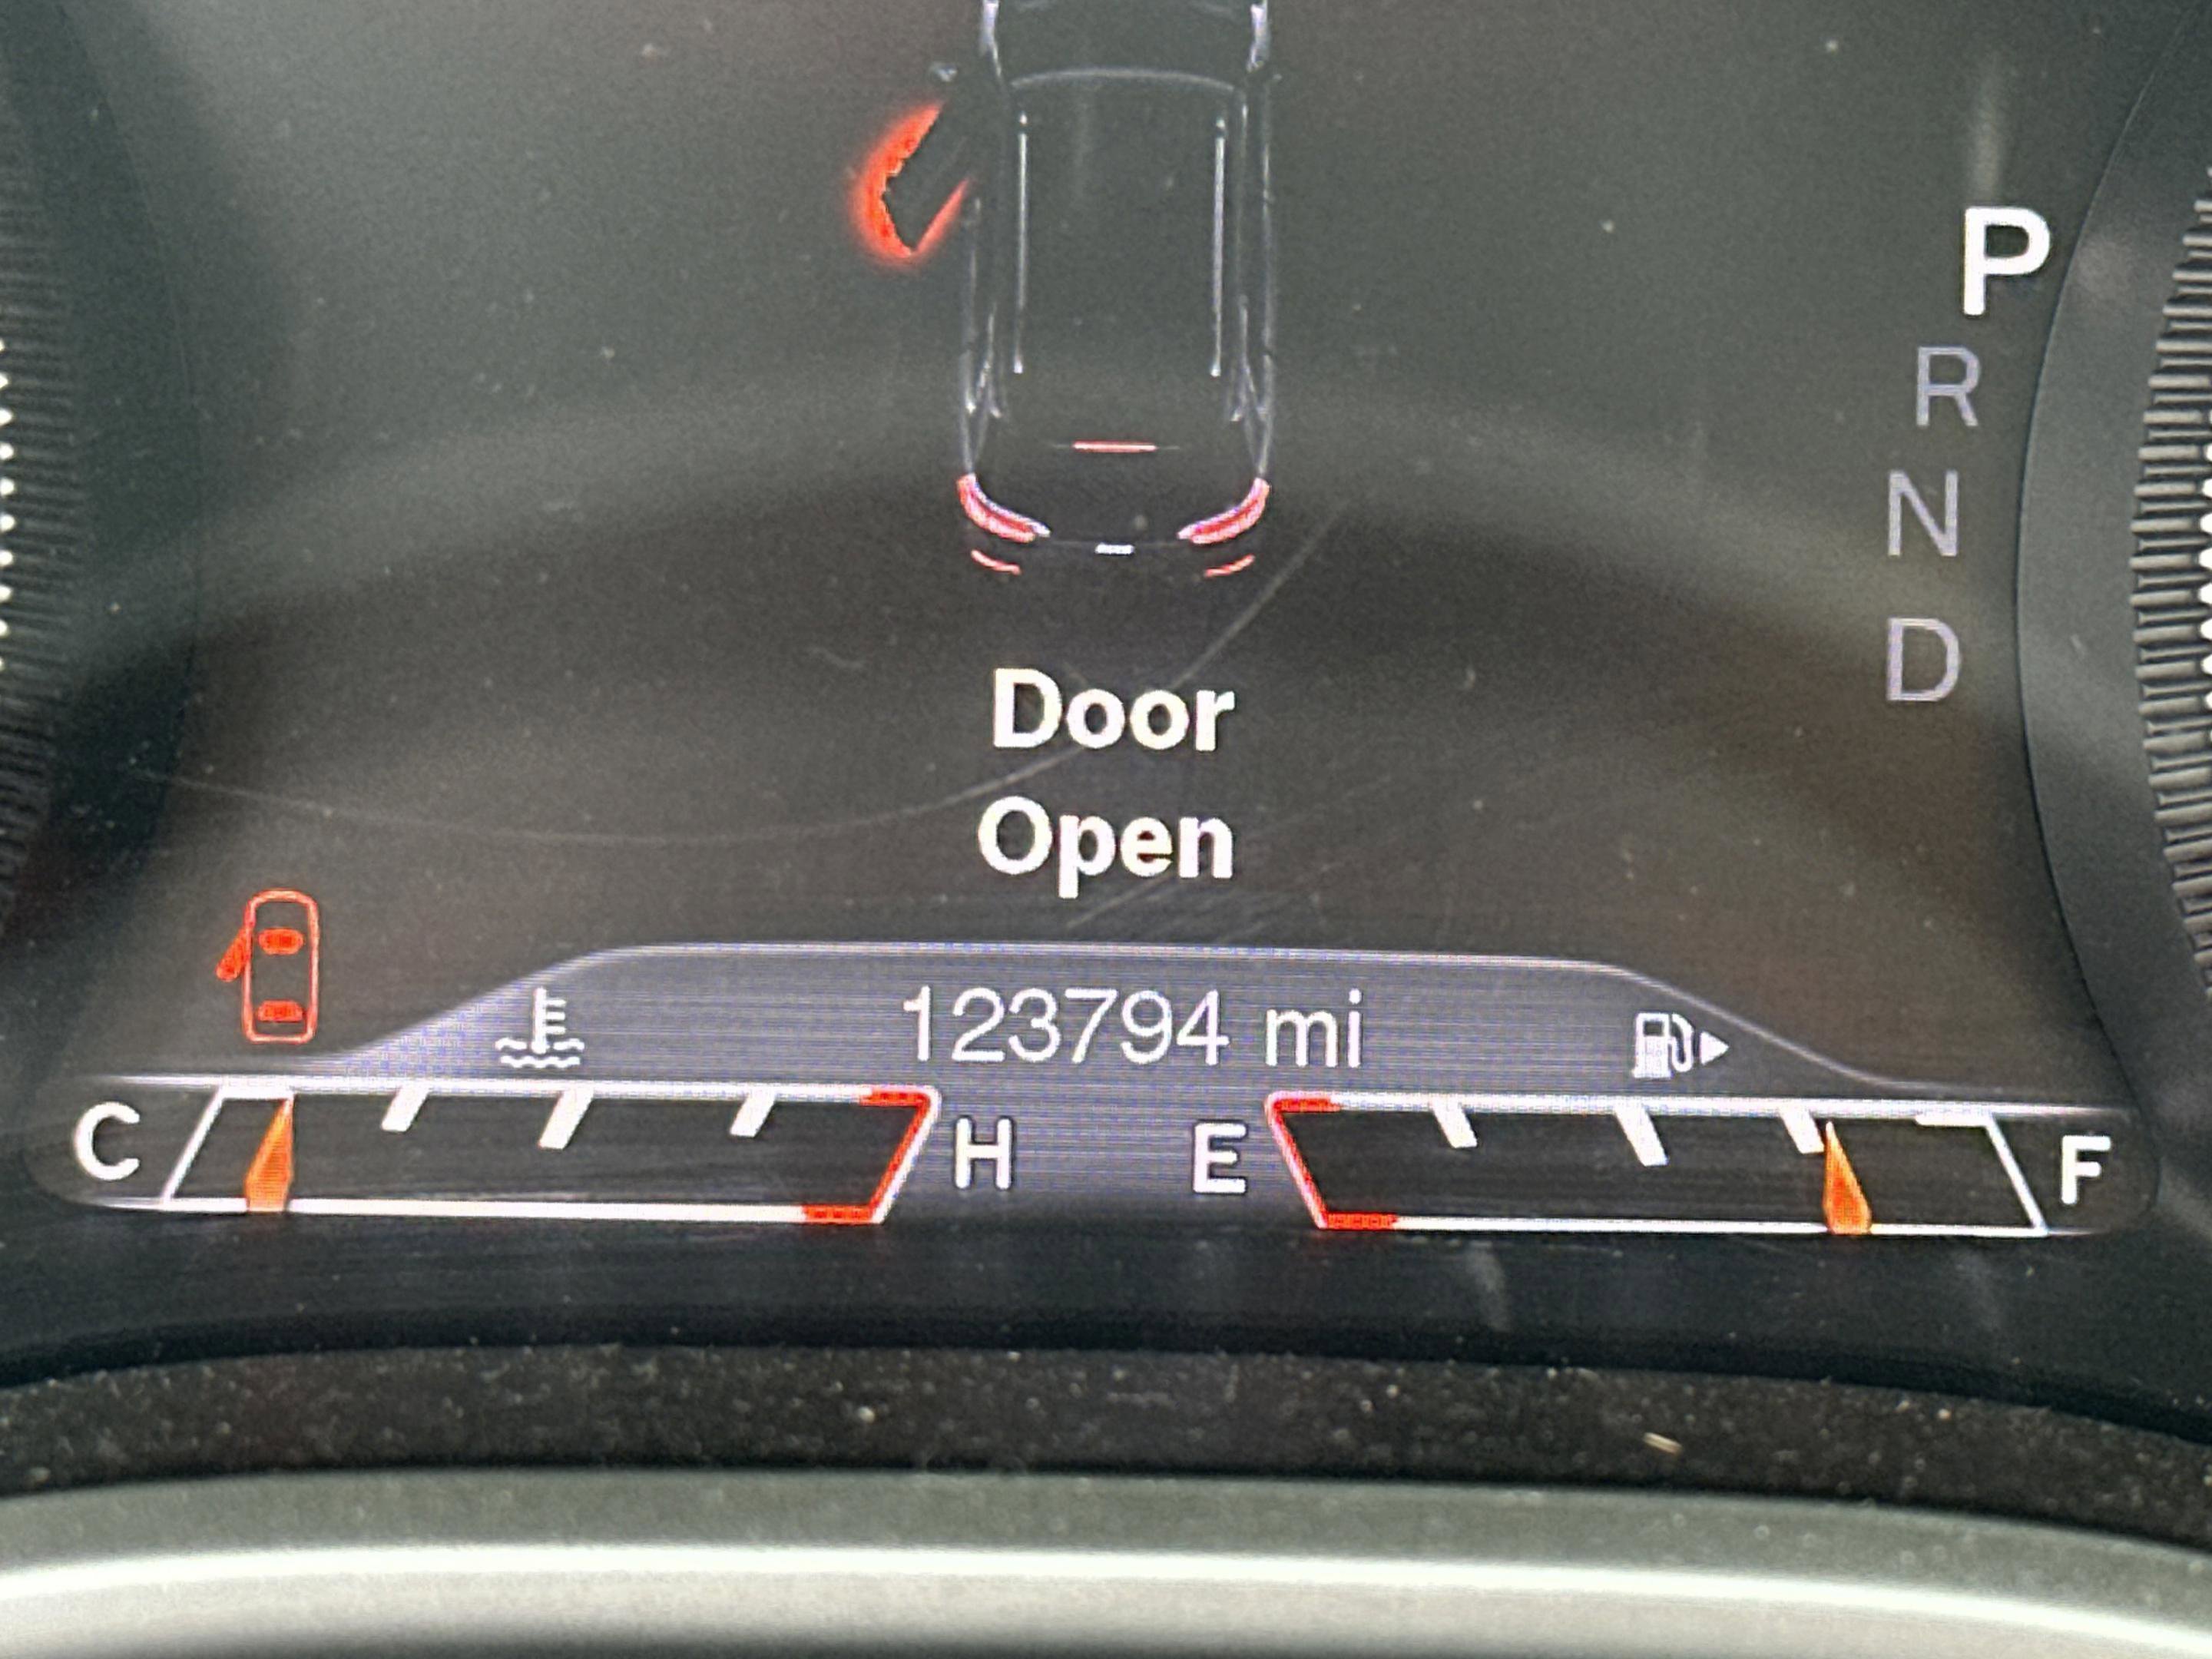 P
R
N
D
Door
Open
123794 mi
C H E F